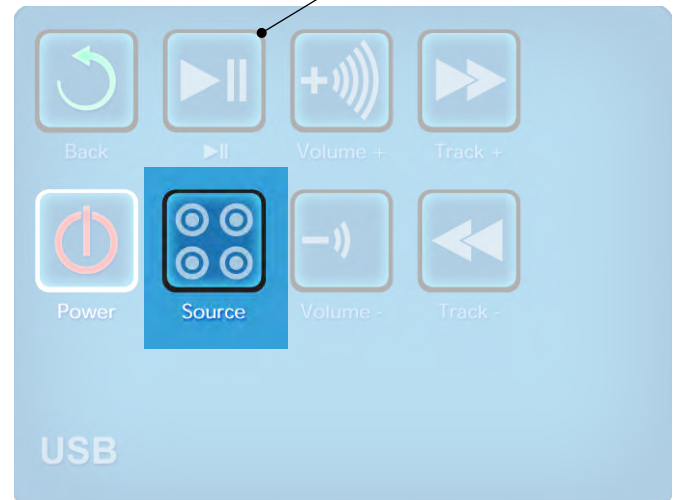 Back ▶II Volume + Track +
Power Source Volume - Track -
USB